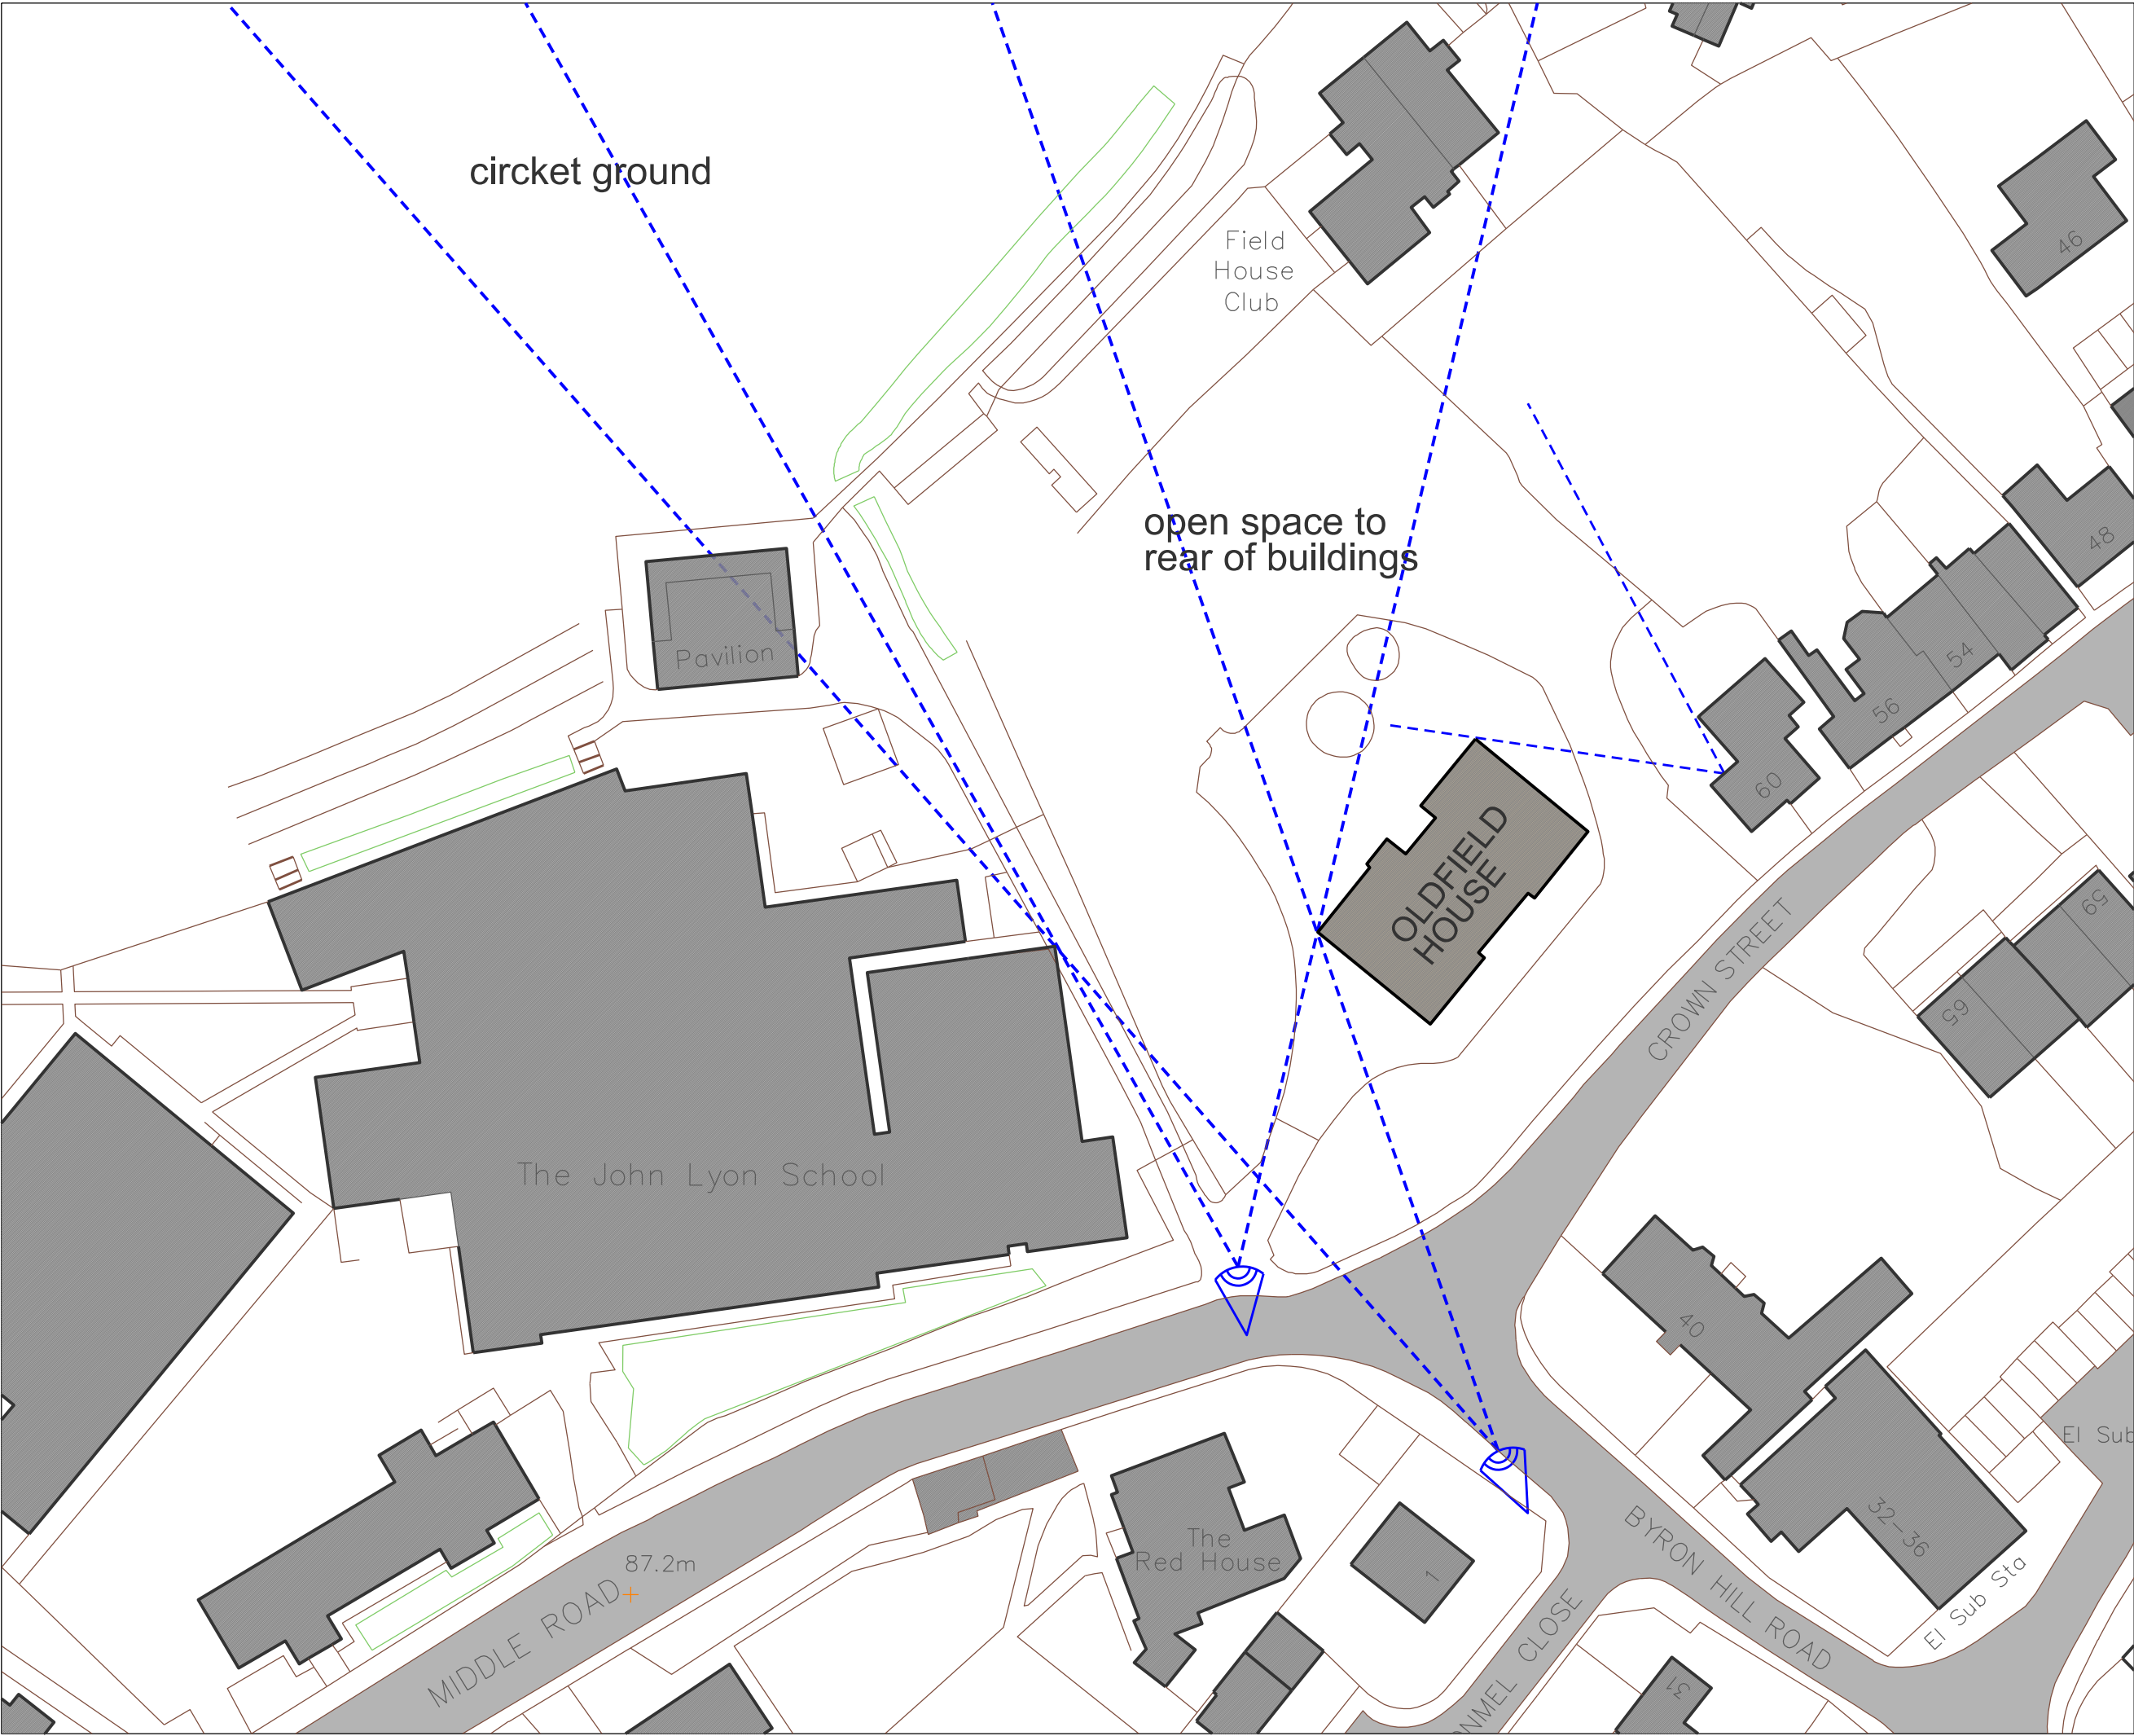 circket ground
Field
House
Club
46
open space to
rear of buildings
48
54
56
60
Pavilion
OLDFIELD
HOUSE
59
65
CROWN STREET
The John Lyon School
40
El Sub
32-36
The
Red House
1
87.2m
MIDDLE ROAD
BYRON HILL ROAD
El Sub Sta
CLOSE
31